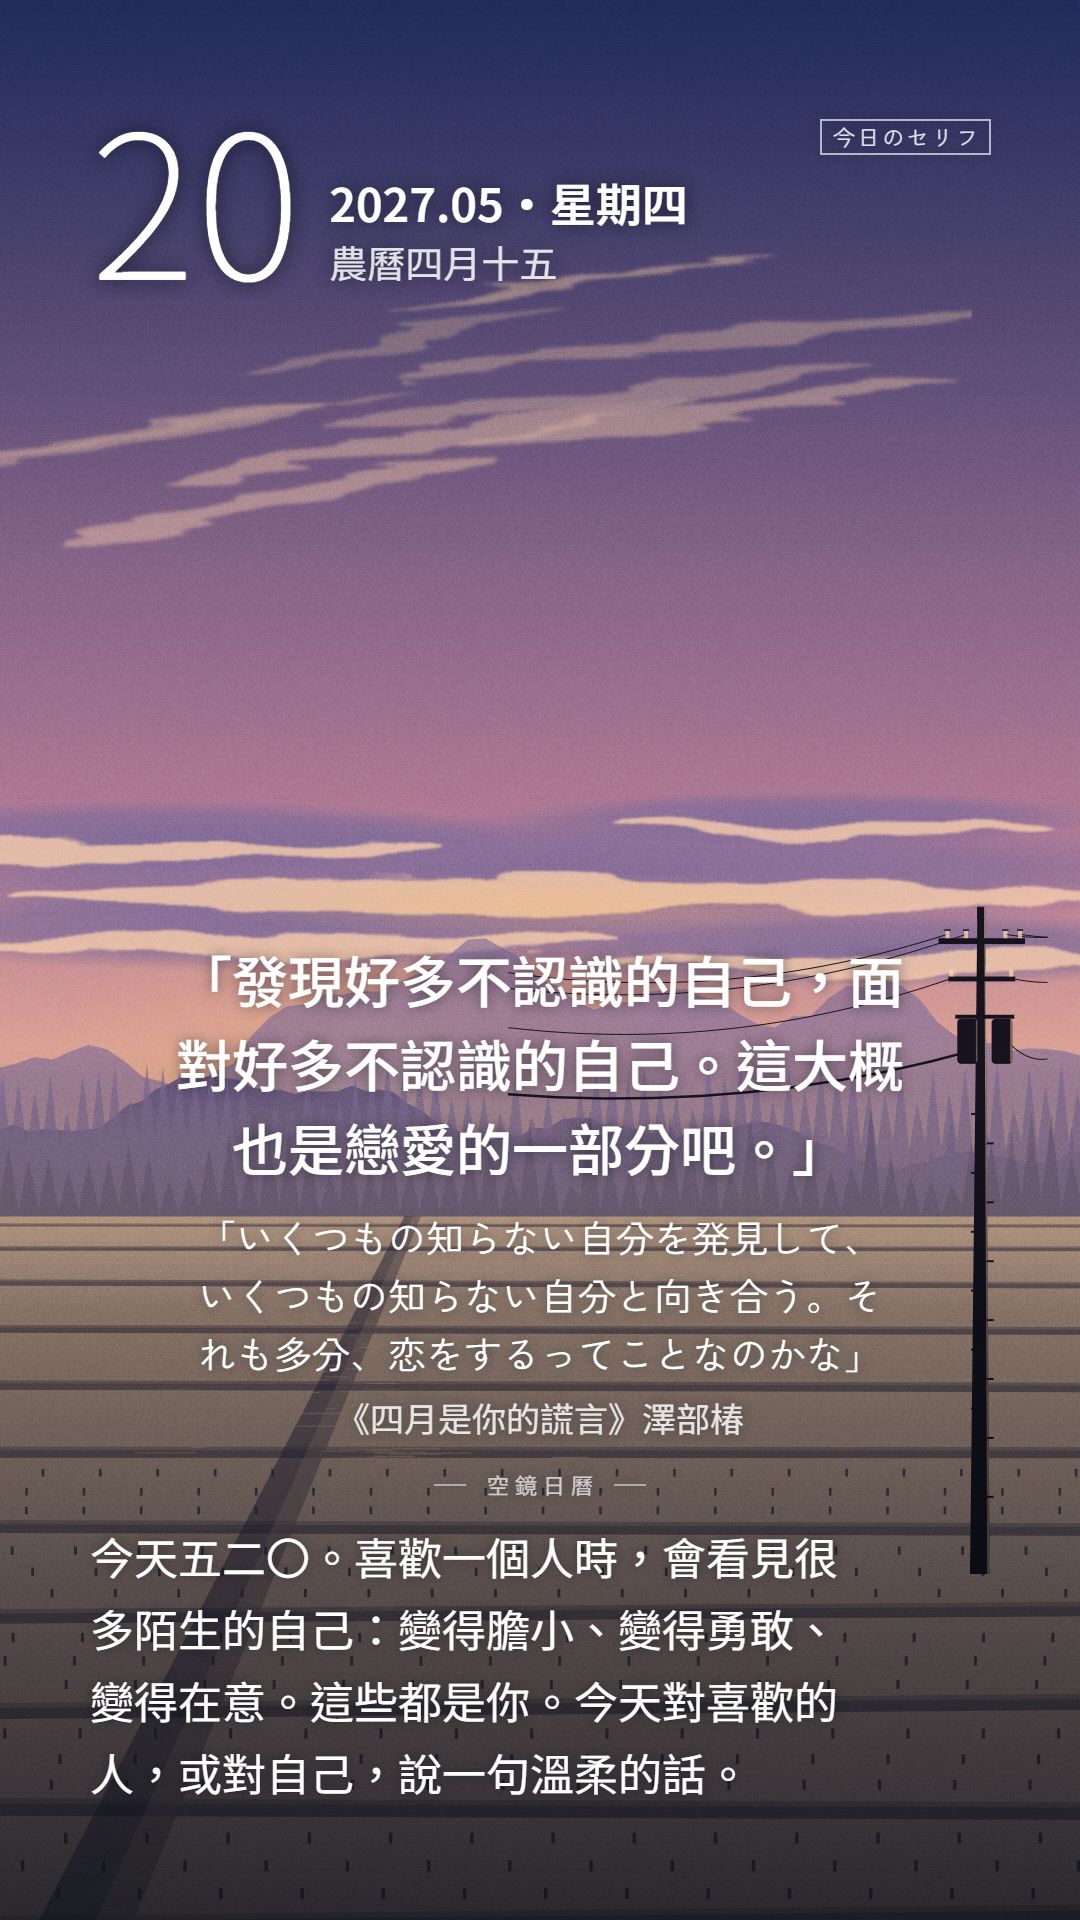 20
2027.05•星期四
農曆四月十五
今日のセリフ
「發現好多不認識的自己，面
對好多不認識的自己。這大概
也是戀愛的一部分吧。」
「いくつもの知らない自分を発見して、
いくつもの知らない自分と向き合う。そ
れも多分、恋をするってことなのかな」
《四月是你的謊言》澤部椿
空鏡日曆
今天五二〇。喜歡一個人時，會看見很
多陌生的自己：變得膽小、變得勇敢、
變得在意。這些都是你。今天對喜歡的
人，或對自己，說一句溫柔的話。